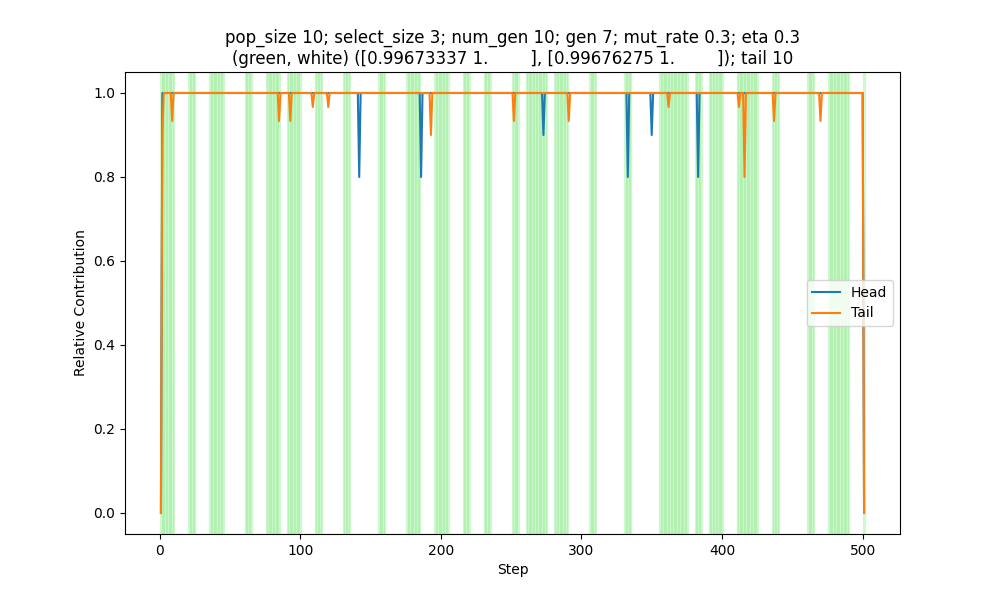 pop_size 10; select_size 3; num_gen 10; gen 7; mut_rate 0.3; eta 0.3
(green, white) ([0.99673337 1.        ], [0.99676275 1.        ]); tail 10
1.0
0.8
0.6
0.4
0.2
0.0
Relative Contribution
Head
Tail
0
100
200
300
400
500
Step